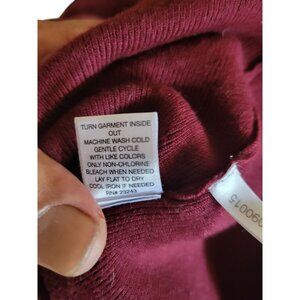 TURN GARMENT INSIDE
OUT
MACHINE WASH COLD
GENTLE CYCLE
WITH LIKE COLORS
ONLY NON-CHLORINE
BLEACH WHEN NEEDED
LAY FLAT TO DRY
COOL IRON IF NEEDED
RN# 23243
090015